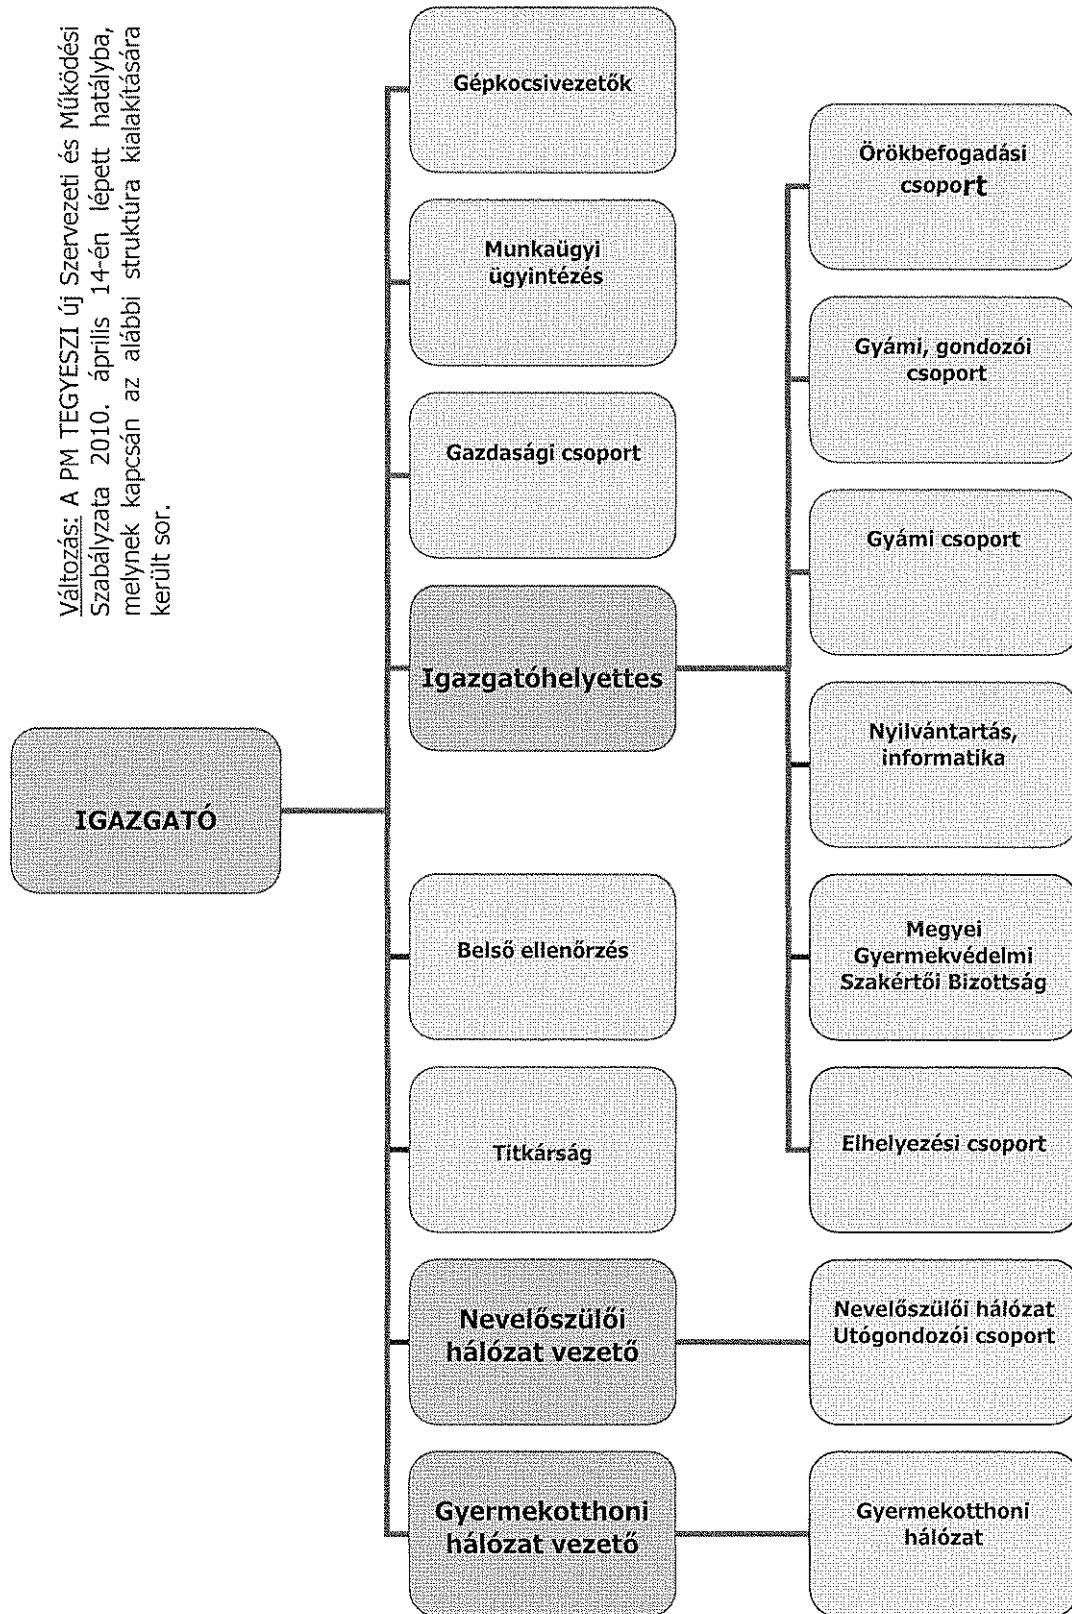 Változás: A PM TEGYESZI új Szervezeti és Működési
Szabályzata 2010. április 14-én lépett hatályba,
melynek kapcsán az alábbi struktúra kialakítására
került sor.
IGAZGATÓ
Gyermekotthoni
hálózat vezető
Nevelőszülői
hálózat vezető
Titkárság
Belső ellenőrzés
Igazgatóhelyettes
Gazdasági csoport
Munkaügyi
ügyintézés
Gépkocsivezetők
Gyermekotthoni
hálózat
Nevelőszülői hálózat
Utógondozói csoport
Elhelyezési csoport
Megyei
Gyermekvédelmi
Szakértői Bizottság
Nyilvántartás,
informatika
Gyámi csoport
Gyámi, gondozói
csoport
Örökbefogadási
csoport